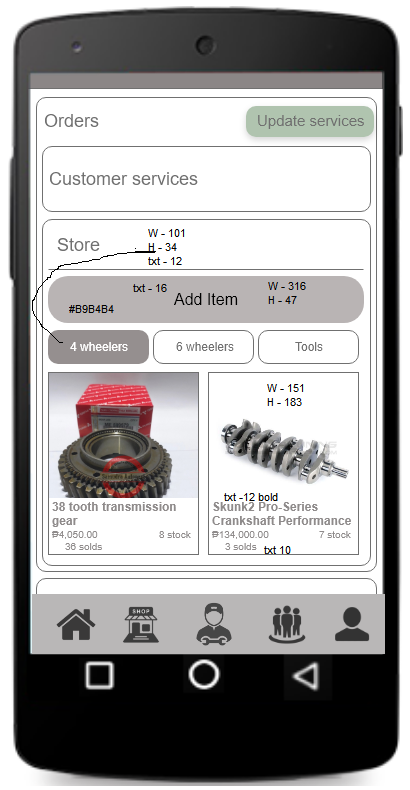 Orders
Update services
Customer services
W - 101
Store
H - 34
txt - 12
txt - 16
Add Item
W - 316
H - 47
#B9B4B4
4 wheelers
6 wheelers
Tools
W - 151
H - 183
txt -12 bold
38 tooth transmission
gear
₱4,050.00
8 stock
36 solds
Skunk2 Pro-Series
Crankshaft Performance
₱134,000.00
7 stock
3 solds
txt 10
SHOP